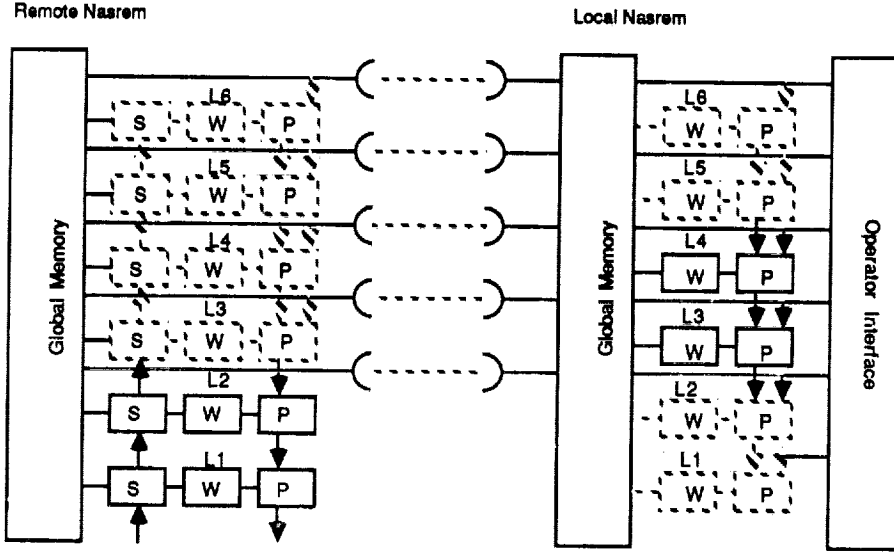 Remote Nasrem
Local Nasrem
Global Memory
L6
S W P
L5
S W P
L4
S W P
L3
S W P
L2
S W P
L1
S W P
Global Memory
L6
W P
L5
W P
L4
W P
L3
W P
L2
W P
L1
W P
Operator Interface